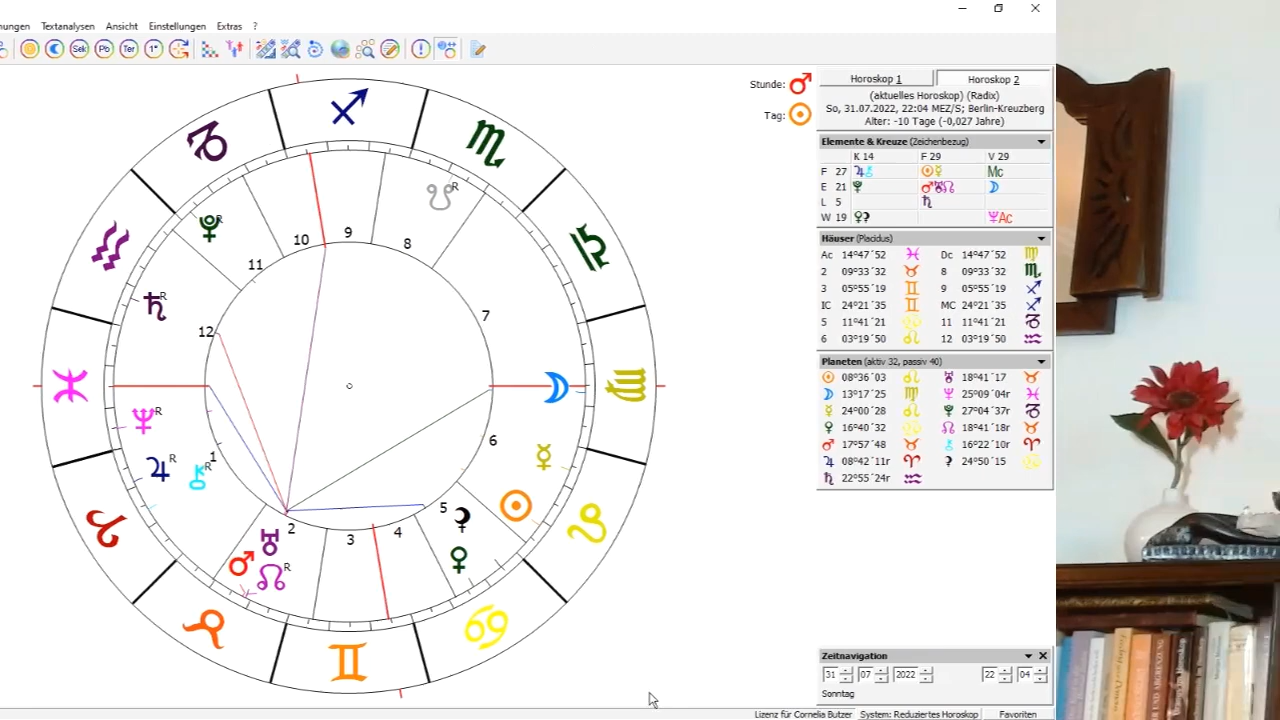 nungen Textanalysen Ansicht Einstellungen Extras ?
Sek Pb Ter 1°
Stunde:
Tag:
Horoskop 1 Horoskop 2
(aktuelles Horoskop) (Radix)
So, 31.07.2022, 22:04 MEZ/S; Berlin-Kreuzberg
Alter: -10 Tage (-0,027 Jahre)
Elemente & Kreuze (Zeichenbezug)
K 14 F 29 V 29
F 27 Mc
E 21
L 5
W 19 Ac
Häuser (Placidus)
Ac 14°47´52 Dc 14°47´52
2 09°33´32 8 09°33´32
3 05°55´19 9 05°55´19
IC 24°21´35 MC 24°21´35
5 11°41´21 11 11°41´21
6 03°19´50 12 03°19´50
Planeten (aktiv 32, passiv 40)
08°36´03 18°41´17
13°17´25 25°09´04r
24°00´28 27°04´37r
16°40´32 18°41´18r
17°57´48 16°22´10r
08°42´11r 24°50´15
22°55´24r
R
R
R
R
R
R
R
10 9 8
11
12 7
1 6
2 3 4 5
Zeitnavigation
31 07 2022 22 04
Sonntag
Lizenz für Cornelia Butzer System: Reduziertes Horoskop Favoriten